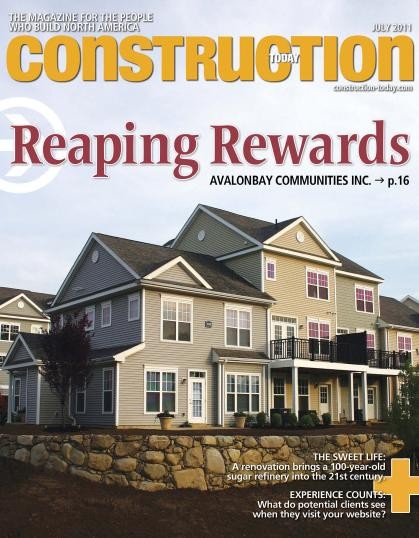 THE MAGAZINE FOR THE PEOPLE
WHO BUILD NORTH AMERICA
JULY 2011
CONSTRUCTION
TODAY
construction-today.com
Reaping Rewards
AVALONBAY COMMUNITIES INC. → p.16
THE SWEET LIFE:
A renovation brings a 100-year-old
sugar refinery into the 21st century.
EXPERIENCE COUNTS:
What do potential clients see
when they visit your website?